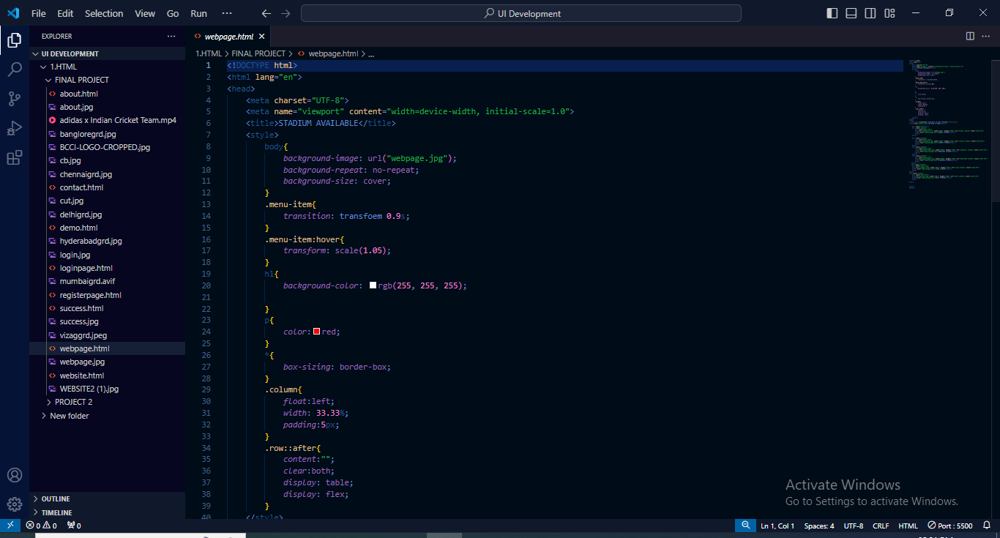 File Edit Selection View Go Run ··· UI Development
EXPLORER ···
UI DEVELOPMENT
1.HTML
FINAL PROJECT
about.html
about.jpg
adidas x Indian Cricket Team.mp4
bangloregrd.jpg
BCCI-LOGO-CROPPED.jpg
cb.jpg
chennaigrd.jpg
contact.html
cut.jpg
delhigrd.jpg
demo.html
hyderabadgrd.jpg
login.jpg
loginpage.html
mumbaigrd.avif
registerpage.html
success.html
success.jpg
vizaggrd.jpeg
webpage.html
webpage.jpg
website.html
WEBSITE2 (1).jpg
PROJECT 2
New folder
OUTLINE
TIMELINE
webpage.html
1.HTML > FINAL PROJECT > webpage.html > ...
1 <!DOCTYPE html>
2 <html lang="en">
3 <head>
4 <meta charset="UTF-8">
5 <meta name="viewport" content="width=device-width, initial-scale=1.0">
6 <title>STADIUM AVAILABLE</title>
7 <style>
8 body{
9 background-image: url("webpage.jpg");
10 background-repeat: no-repeat;
11 background-size: cover;
12 }
13 .menu-item{
14 transition: transfoem 0.9s;
15 }
16 .menu-item:hover{
17 transform: scale(1.05);
18 }
19 h1{
20 background-color: rgb(255, 255, 255);
21
22 }
23 p{
24 color: red;
25 }
26 *{
27 box-sizing: border-box;
28 }
29 .column{
30 float:left;
31 width: 33.33%;
32 padding:5px;
33 }
34 .row::after{
35 content:"";
36 clear:both;
37 display: table;
38 display: flex;
39 }
40 </style>
Activate Windows
Go to Settings to activate Windows.
0 0 0 Ln 1, Col 1 Spaces: 4 UTF-8 CRLF HTML Port : 5500